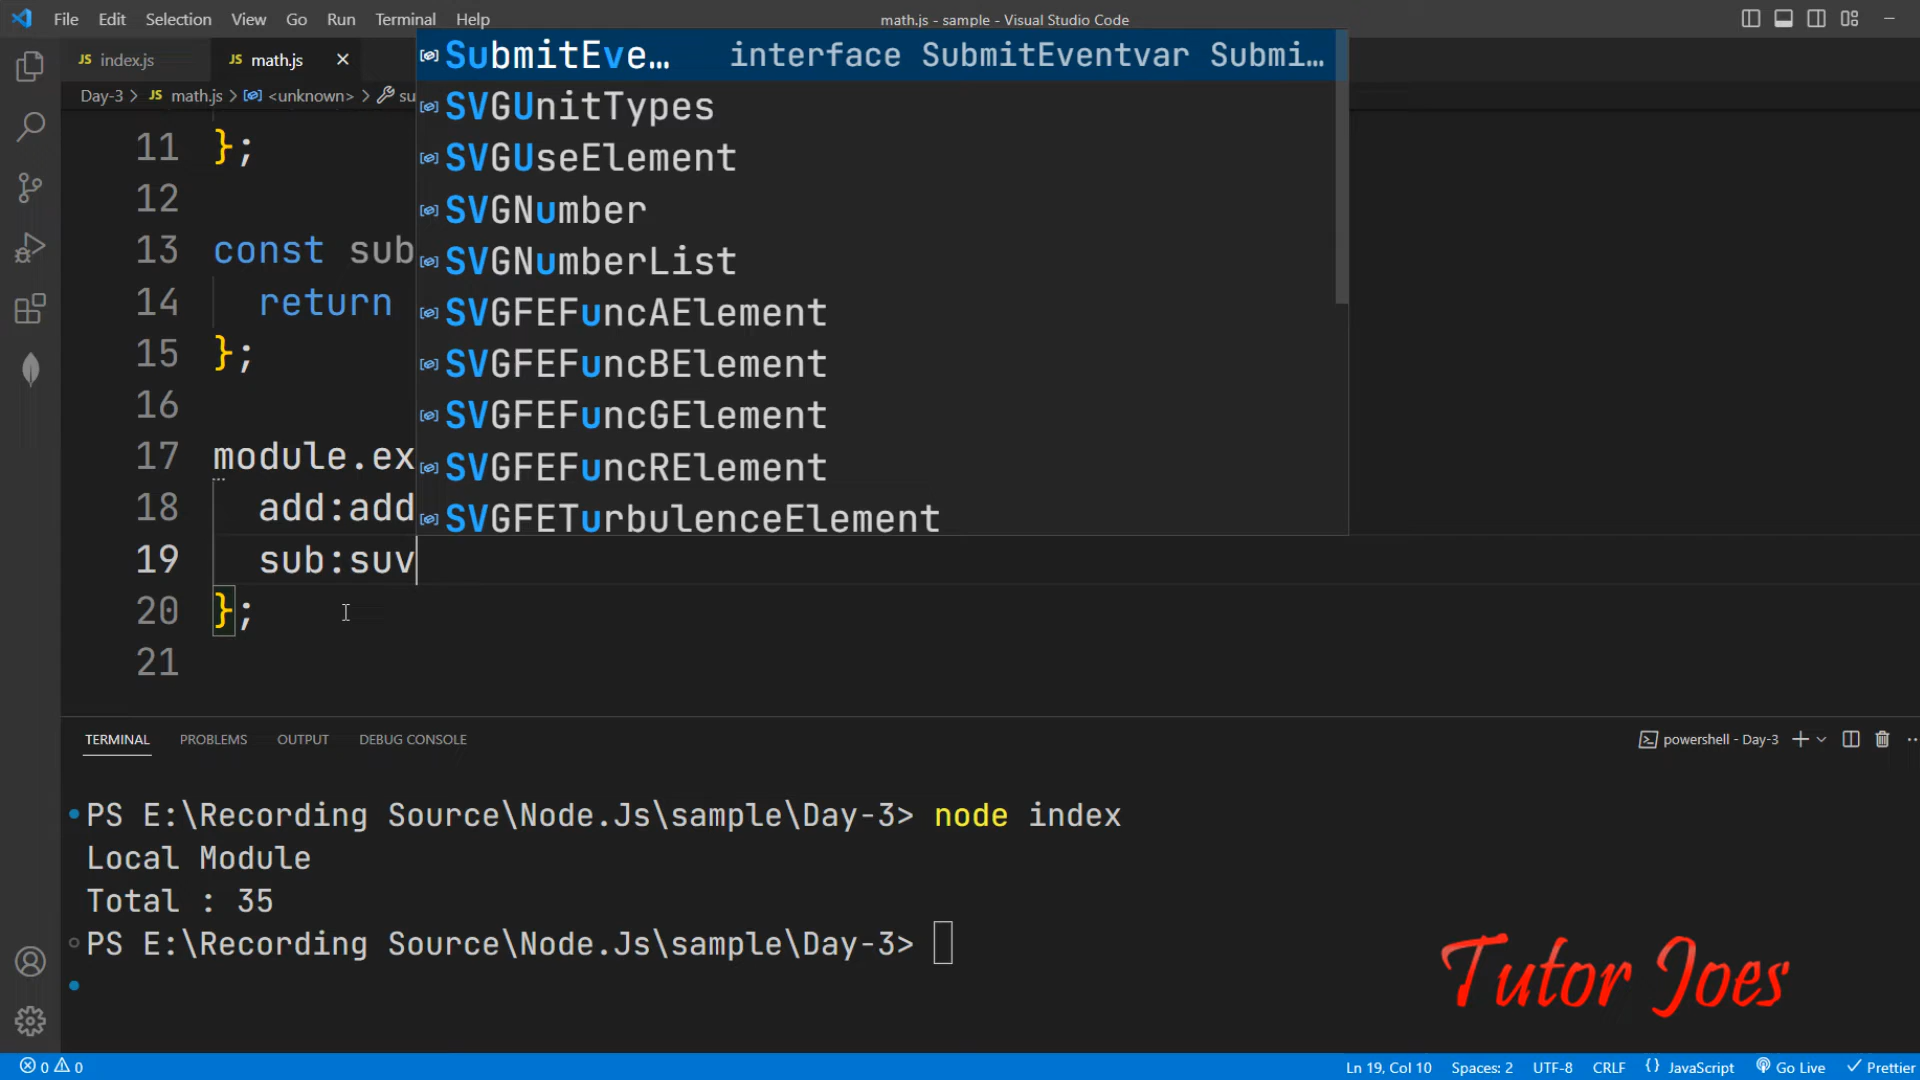 File Edit Selection View Go Run Terminal Help
math.js - sample - Visual Studio Code
JS index.js
JS math.js
Day-3 > JS math.js > <unknown> > su
SubmitEve… interface SubmitEventvar Submi…
SVGUnitTypes
SVGUseElement
SVGNumber
SVGNumberList
SVGFEFuncAElement
SVGFEFuncBElement
SVGFEFuncGElement
SVGFEFuncRElement
SVGFETurbulenceElement
11 };
12
13 const sub
14 return
15 };
16
17 module.ex
18 add:add
19 sub:suv
20 };
21
TERMINAL PROBLEMS OUTPUT DEBUG CONSOLE
powershell - Day-3
PS E:\Recording Source\Node.Js\sample\Day-3> node index
Local Module
Total : 35
PS E:\Recording Source\Node.Js\sample\Day-3>
Tutor Joes
0 0 Ln 19, Col 10 Spaces: 2 UTF-8 CRLF {} JavaScript Go Live Prettier